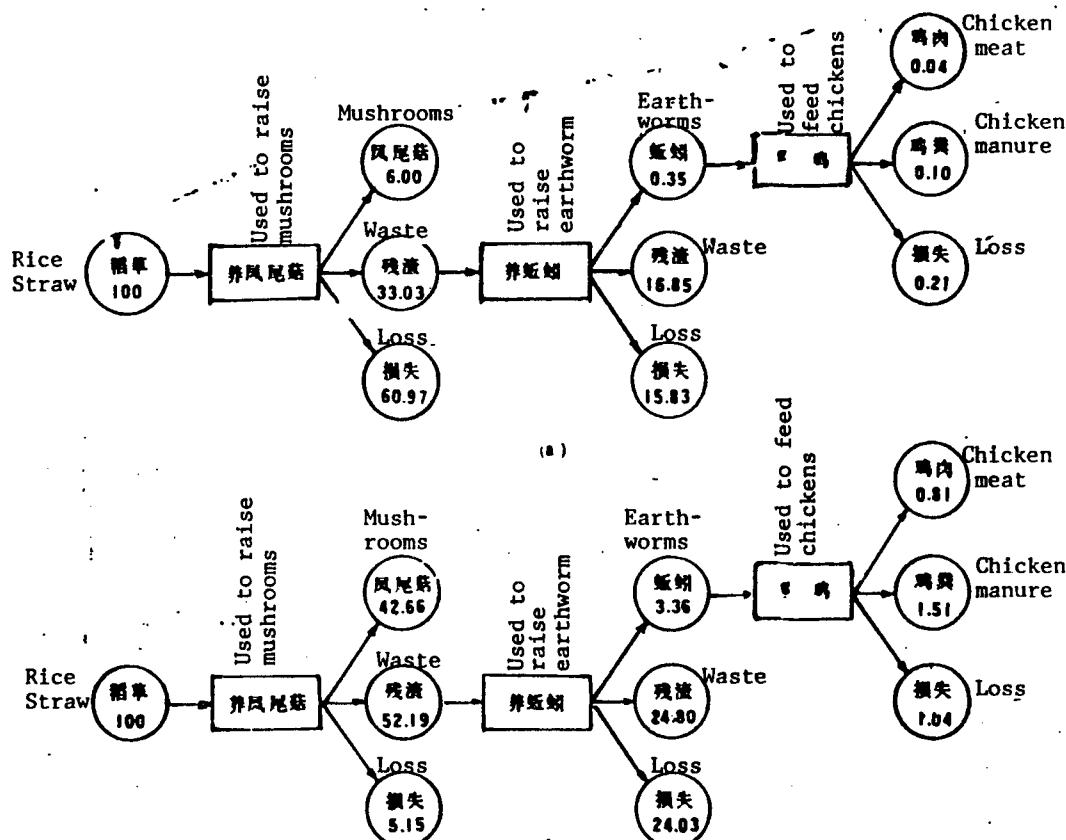 Chicken
meat
鸡肉
0.04
Used to
feed
chickens
Chicken
manure
鸡粪
0.10
Loss
损失
0.21
Earth-
worms
蚯蚓
0.35
鸡
Used to
raise
earthworm
养蚯蚓
Waste
残渣
16.85
Loss
损失
15.83
Mushrooms
凤尾菇
6.00
Waste
残渣
33.03
Loss
损失
60.97
Used to raise
mushrooms
养凤尾菇
Rice
Straw
稻草
100
(a)
Chicken
meat
鸡肉
0.81
Used to feed
chickens
Chicken
manure
鸡粪
1.51
Loss
损失
1.04
Earth-
worms
蚯蚓
3.36
鸡
Used to
raise
earthworm
养蚯蚓
Waste
残渣
24.80
Loss
损失
24.03
Mush-
rooms
凤尾菇
42.66
Waste
残渣
52.19
Loss
损失
5.15
Used to raise
mushrooms
养凤尾菇
Rice
Straw
稻草
100